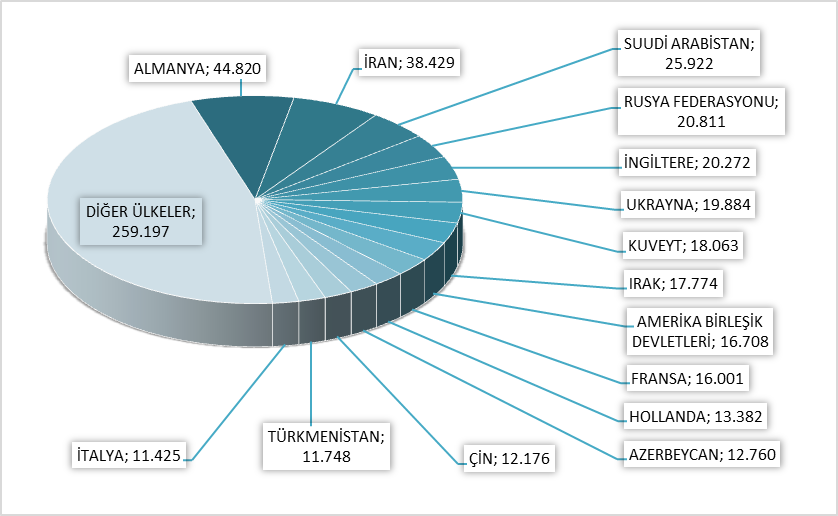 ALMANYA; 44.820
İRAN; 38.429
SUUDİ ARABİSTAN;
25.922
RUSYA FEDERASYONU;
20.811
İNGİLTERE; 20.272
UKRAYNA; 19.884
KUVEYT; 18.063
IRAK; 17.774
AMERİKA BİRLEŞİK
DEVLETLERİ; 16.708
FRANSA; 16.001
HOLLANDA; 13.382
AZERBEYCAN; 12.760
ÇİN; 12.176
TÜRKMENİSTAN;
11.748
İTALYA; 11.425
DİĞER ÜLKELER;
259.197